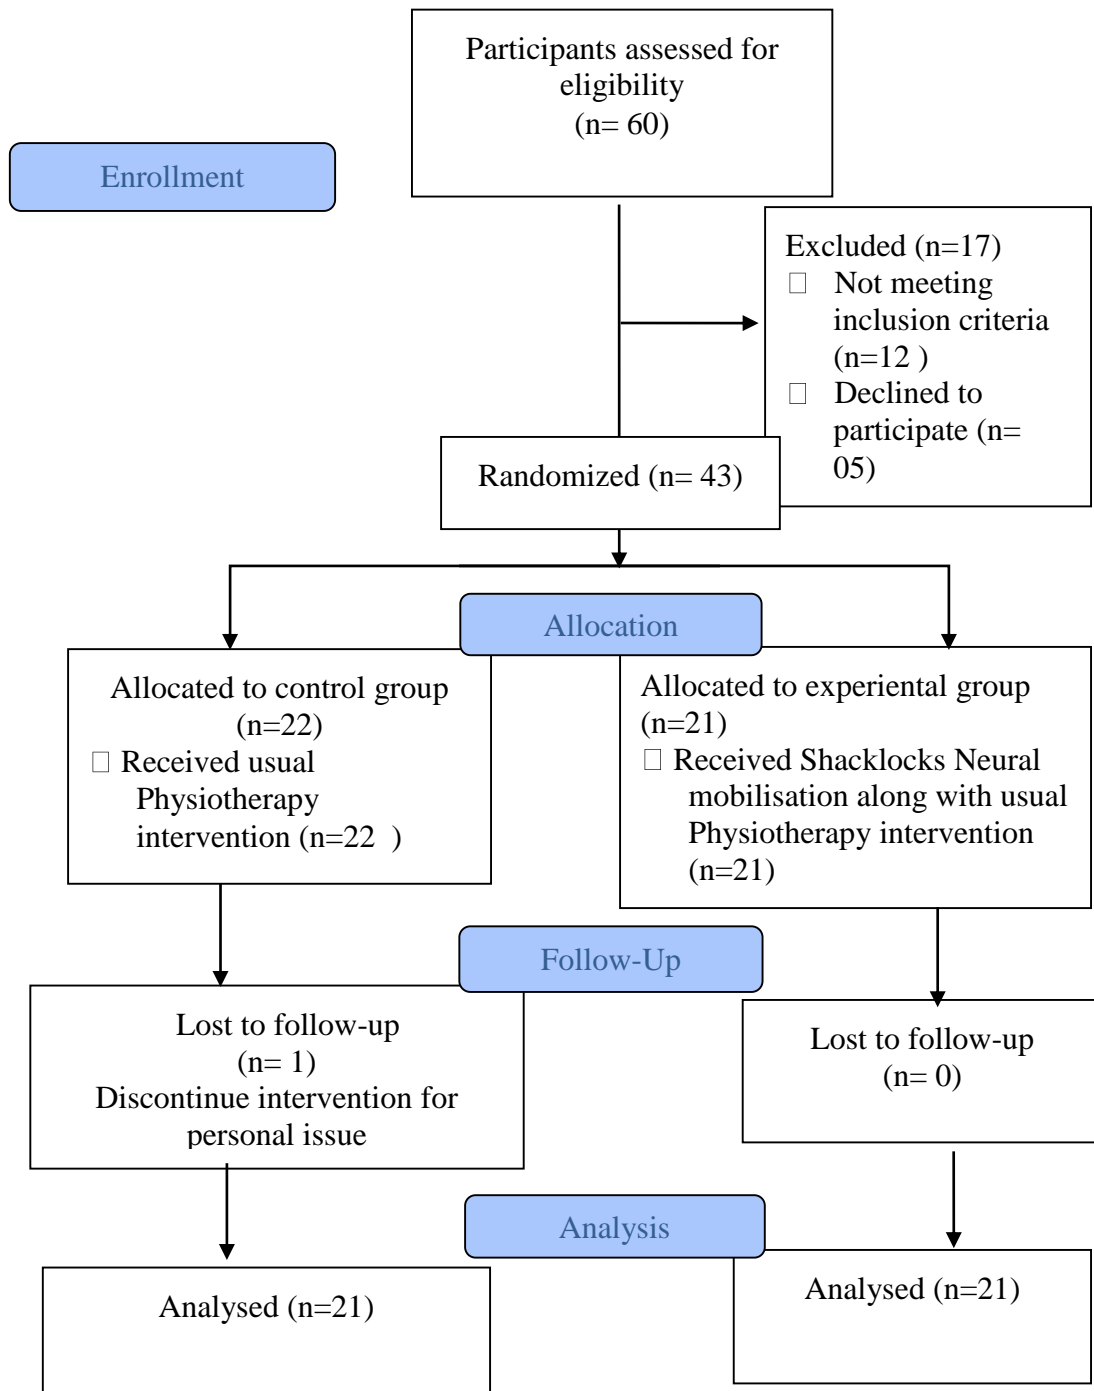 Participants assessed for
eligibility
(n= 60)
Enrollment
Excluded (n=17)
□ Not meeting
inclusion criteria
(n=12 )
□ Declined to
participate (n=
05)
Randomized (n= 43)
Allocation
Allocated to control group
(n=22)
□ Received usual
Physiotherapy
intervention (n=22 )
Allocated to experiental group
(n=21)
□ Received Shacklocks Neural
mobilisation along with usual
Physiotherapy intervention
(n=21)
Follow-Up
Lost to follow-up
(n= 1)
Discontinue intervention for
personal issue
Lost to follow-up
(n= 0)
Analysis
Analysed (n=21)
Analysed (n=21)